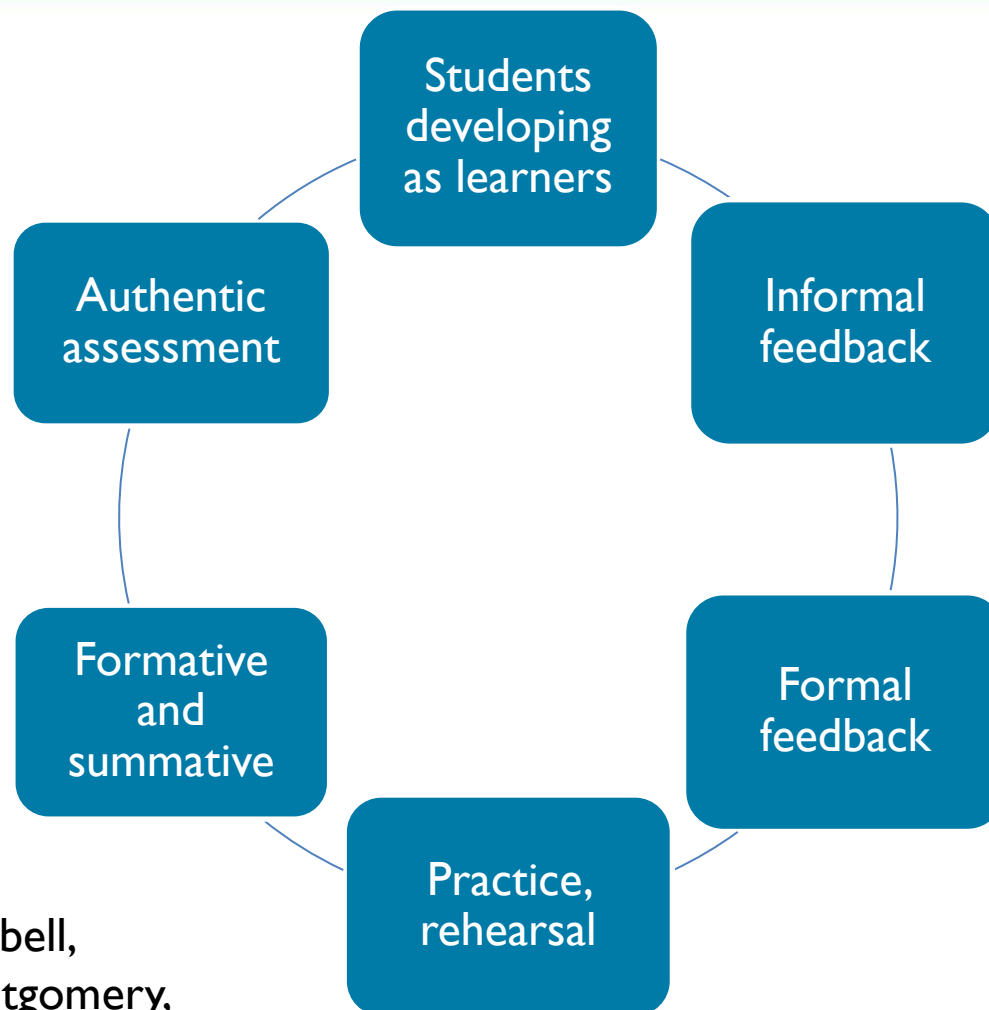 Students
developing
as learners
Authentic
assessment
Informal
feedback
Formative
and
summative
Formal
feedback
Practice,
rehearsal
bell,
tgomery,